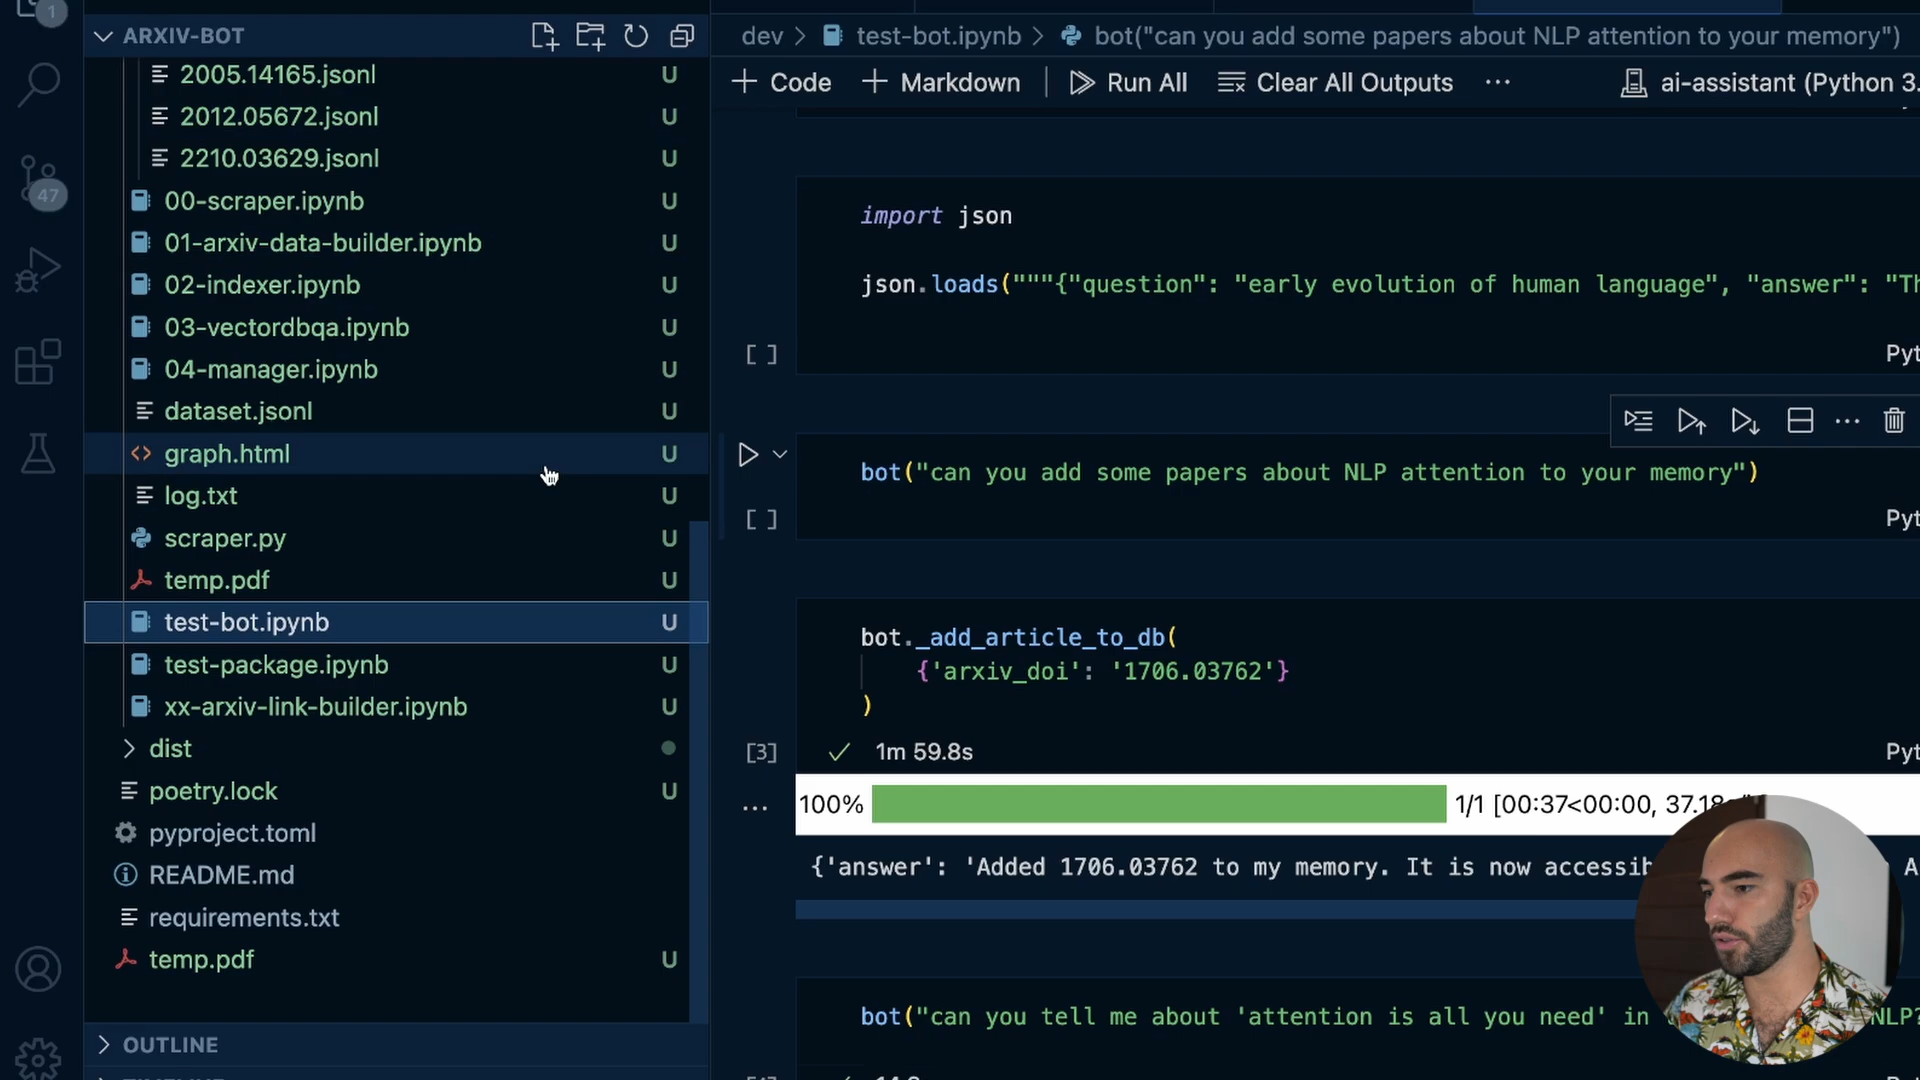 1
ARXIV-BOT
2005.14165.jsonl U
2012.05672.jsonl U
2210.03629.jsonl U
47
00-scraper.ipynb U
01-arxiv-data-builder.ipynb U
02-indexer.ipynb U
03-vectordbqa.ipynb U
04-manager.ipynb U
dataset.jsonl U
graph.html U
log.txt U
scraper.py U
temp.pdf U
test-bot.ipynb U
test-package.ipynb U
xx-arxiv-link-builder.ipynb U
dist
poetry.lock U
pyproject.toml
README.md
requirements.txt
temp.pdf U
OUTLINE
dev > test-bot.ipynb > bot("can you add some papers about NLP attention to your memory")
+ Code + Markdown | Run All Clear All Outputs ··· ai-assistant (Python 3.
import json
json.loads("""{"question": "early evolution of human language", "answer": "Th
[ ] Pyt
bot("can you add some papers about NLP attention to your memory")
[ ] Pyt
bot._add_article_to_db(
{'arxiv_doi': '1706.03762'}
)
[3] 1m 59.8s Pyt
100% 1/1 [00:37<00:00, 37.18
{'answer': 'Added 1706.03762 to my memory. It is now accessib A
bot("can you tell me about 'attention is all you need' in NLP?